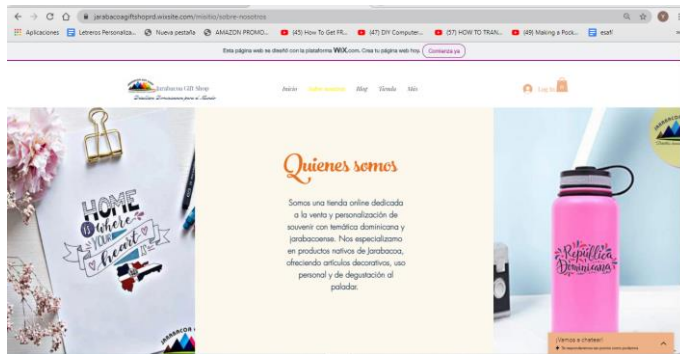 jarabacoagiftshoprd.wixsite.com/misitio/sobre-nosotros
Aplicaciones Letreros Personaliza... Nueva pestaña AMAZON PROMO... (45) How To Get FR... (47) DIY Computer... (57) HOW TO TRAN... (49) Making a Pock... esafi
Esta página web se diseñó con la plataforma WiX.com. Crea tu página web hoy. Comienza ya
Jarabacoa Gift Shop
Inicio Sobre nosotros Blog Tienda Más
Log In
Quienes somos
Somos una tienda online dedicada
a la venta y personalización de
souvenir con temática dominicana y
jarabacoense. Nos especializamo
en productos nativos de Jarabacoa,
ofreciendo artículos decorativos, uso
personal y de degustación al
paladar.
HOME
is where
YOUR
heart
JARABACOA
República
Dominicana
JARABACOA
¡Vamos a chatear!